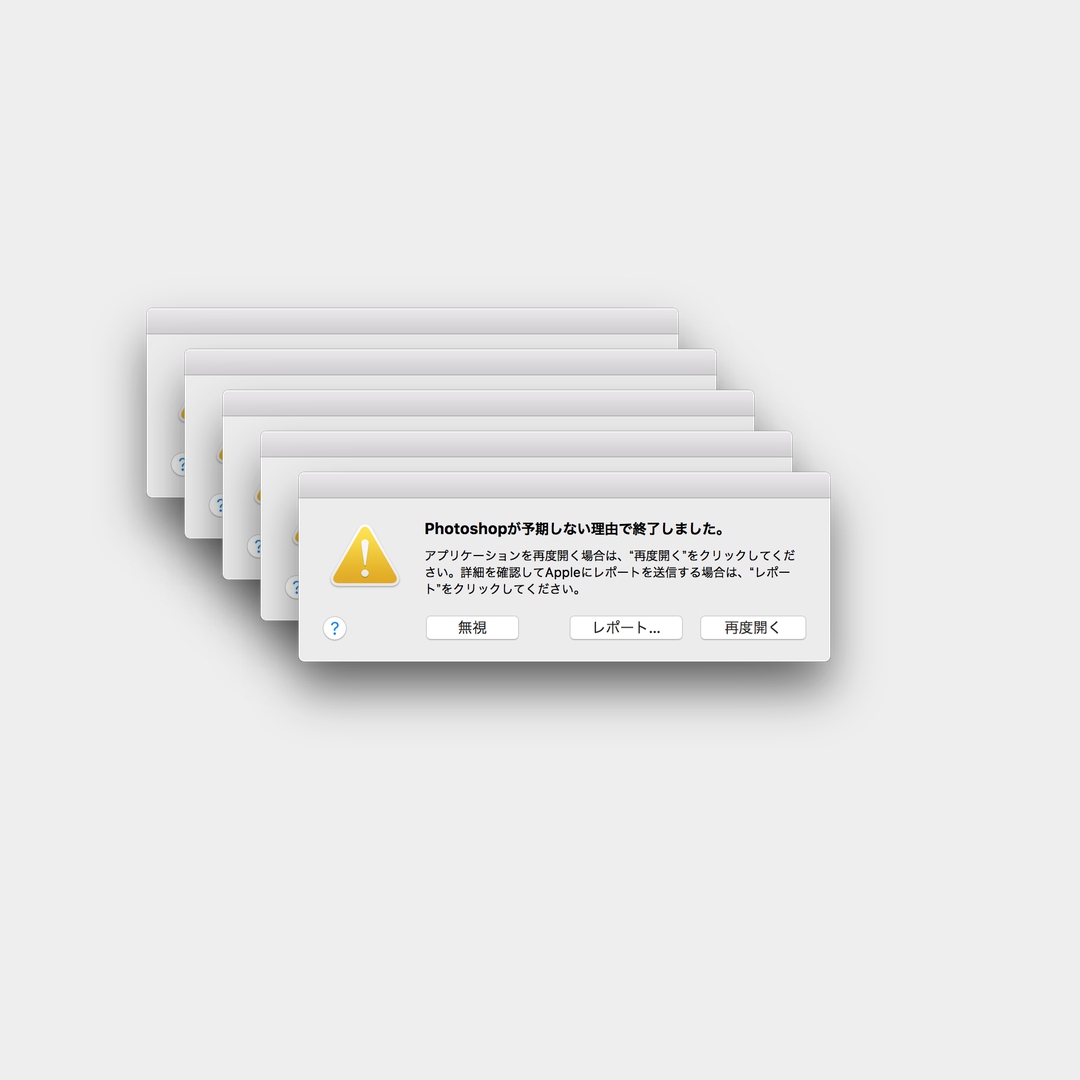 Photoshopが予期しない理由で終了しました。
アプリケーションを再度開く場合は、“再度開く”をクリックしてくだ
さい。詳細を確認してAppleにレポートを送信する場合は、“レポー
ト”をクリックしてください。
? 無視 レポート... 再度開く
?
?
?
?